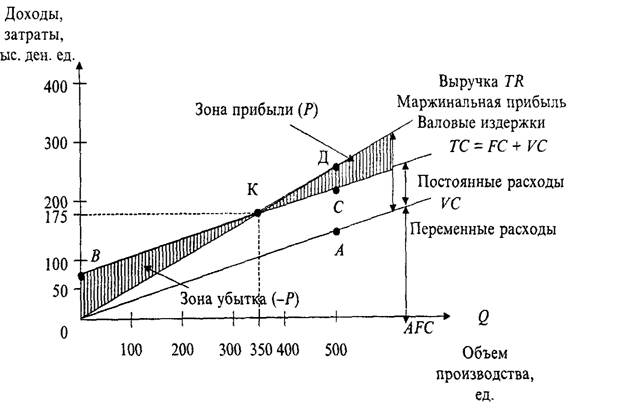 Доходы,
затраты,
ыс. ден. ед.
400
300
200
175
100
50
0
Выручка TR
Маржинальная прибыль
Валовые издержки
TC = FC + VC
Зона прибыли (P)
Д
К
С
Постоянные расходы
VC
В
А
Переменные расходы
Зона убытка (–P)
AFC
Q
100 200 300 350 400 500
Объем
производства,
ед.